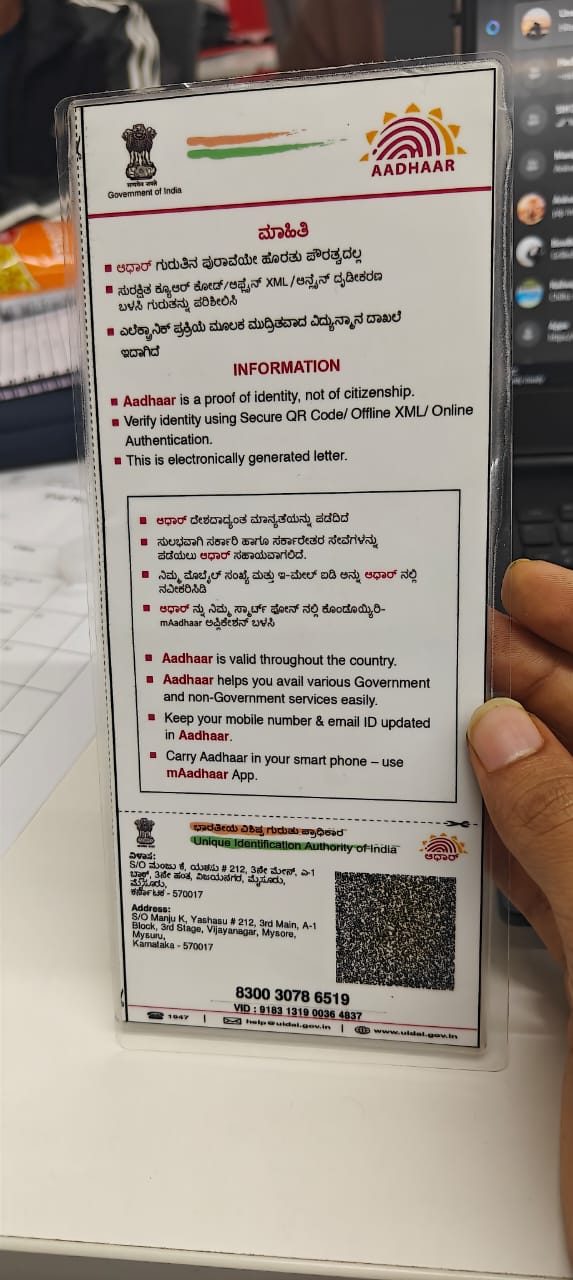 सत्यमेव जयते
Government of India
AADHAAR
ಮಾಹಿತಿ
ಆಧಾರ್ ಗುರುತಿನ ಪುರಾವೆಯೇ ಹೊರತು ಪೌರತ್ವದಲ್ಲ
ಸುರಕ್ಷಿತ ಕ್ಯೂಆರ್ ಕೋಡ್/ಆಫ್ಲೈನ್ XML/ಆನ್ಲೈನ್ ದೃಢೀಕರಣ
ಬಳಸಿ ಗುರುತನ್ನು ಪರಿಶೀಲಿಸಿ
ಎಲೆಕ್ಟ್ರಾನಿಕ್ ಪ್ರಕ್ರಿಯೆ ಮೂಲಕ ಮುದ್ರಿತವಾದ ವಿದ್ಯುನ್ಮಾನ ದಾಖಲೆ
ಇದಾಗಿದೆ
INFORMATION
Aadhaar is a proof of identity, not of citizenship.
Verify identity using Secure QR Code/ Offline XML/ Online
Authentication.
This is electronically generated letter.
ಆಧಾರ್ ದೇಶದಾದ್ಯಂತ ಮಾನ್ಯತೆಯನ್ನು ಪಡೆದಿದೆ
ಸುಲಭವಾಗಿ ಸರ್ಕಾರಿ ಹಾಗೂ ಸರ್ಕಾರೇತರ ಸೇವೆಗಳನ್ನು
ಪಡೆಯಲು ಆಧಾರ್ ಸಹಾಯವಾಗಲಿದೆ.
ನಿಮ್ಮ ಮೊಬೈಲ್ ಸಂಖ್ಯೆ ಮತ್ತು ಇ-ಮೇಲ್ ಐಡಿ ಅನ್ನು ಆಧಾರ್ ನಲ್ಲಿ
ನವೀಕರಿಸಿಡಿ
ಆಧಾರ್ ನ್ನು ನಿಮ್ಮ ಸ್ಮಾರ್ಟ್ ಫೋನ್ ನಲ್ಲಿ ಕೊಂಡೊಯ್ಯಿರಿ-
mAadhaar ಅಪ್ಲಿಕೇಶನ್ ಬಳಸಿ
Aadhaar is valid throughout the country.
Aadhaar helps you avail various Government
and non-Government services easily.
Keep your mobile number & email ID updated
in Aadhaar.
Carry Aadhaar in your smart phone – use
mAadhaar App.
ಭಾರತೀಯ ವಿಶಿಷ್ಟ ಗುರುತು ಪ್ರಾಧಿಕಾರ
Unique Identification Authority of India
ಆಧಾರ್
ವಿಳಾಸ:
S/O ಮಂಜು ಕೆ, ಯಶಸು # 212, 3ನೇ ಮೇನ್, ಎ-1
ಬ್ಲಾಕ್, 3ನೇ ಹಂತ, ವಿಜಯನಗರ, ಮೈಸೂರು,
ಮೈಸೂರು,
ಕರ್ನಾಟಕ - 570017
Address:
S/O Manju K, Yashasu # 212, 3rd Main, A-1
Block, 3rd Stage, Vijayanagar, Mysore,
Mysuru,
Karnataka - 570017
8300 3078 6519
VID : 9183 1319 0036 4837
1947 | help@uidai.gov.in | www.uidai.gov.in